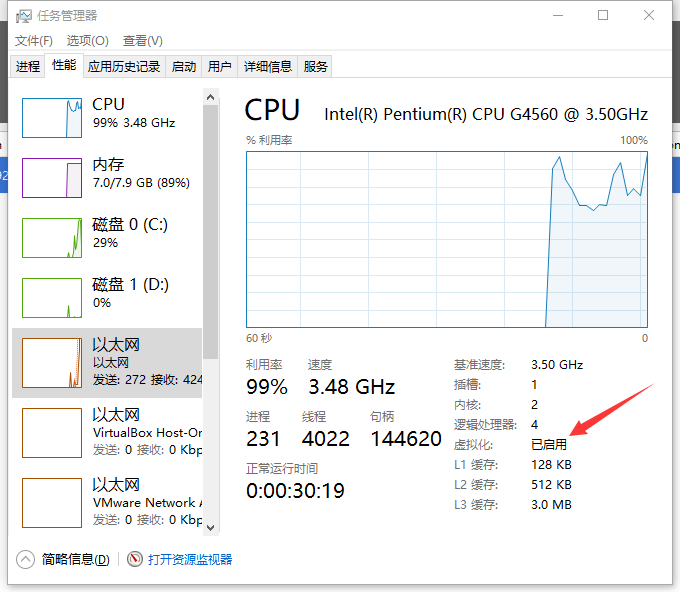 任务管理器
文件(F) 选项(O) 查看(V)
进程 性能 应用历史记录 启动 用户 详细信息 服务
CPU
99% 3.48 GHz
内存
7.0/7.9 GB (89%)
磁盘 0 (C:)
29%
磁盘 1 (D:)
0%
以太网
以太网
发送: 272 接收: 424
以太网
VirtualBox Host-Or
发送: 0 接收: 0 Kbp
以太网
VMware Network A
发送: 0 接收: 0 Kbp
CPU Intel(R) Pentium(R) CPU G4560 @ 3.50GHz
% 利用率 100%
60 秒 0
利用率 速度
99% 3.48 GHz
进程 线程 句柄
231 4022 144620
正常运行时间
0:00:30:19
基准速度: 3.50 GHz
插槽: 1
内核: 2
逻辑处理器: 4
虚拟化: 已启用
L1 缓存: 128 KB
L2 缓存: 512 KB
L3 缓存: 3.0 MB
简略信息(D) 打开资源监视器